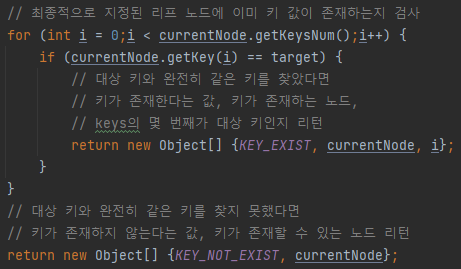 // 최종적으로 지정된 리프 노드에 이미 키 값이 존재하는지 검사
for (int i = 0;i < currentNode.getKeysNum();i++) {
    if (currentNode.getKey(i) == target) {
        // 대상 키와 완전히 같은 키를 찾았다면
        // 키가 존재한다는 값, 키가 존재하는 노드,
        // keys의 몇 번째가 대상 키인지 리턴
        return new Object[] {KEY_EXIST, currentNode, i};
    }
}
// 대상 키와 완전히 같은 키를 찾지 못했다면
// 키가 존재하지 않는다는 값, 키가 존재할 수 있는 노드 리턴
return new Object[] {KEY_NOT_EXIST, currentNode};